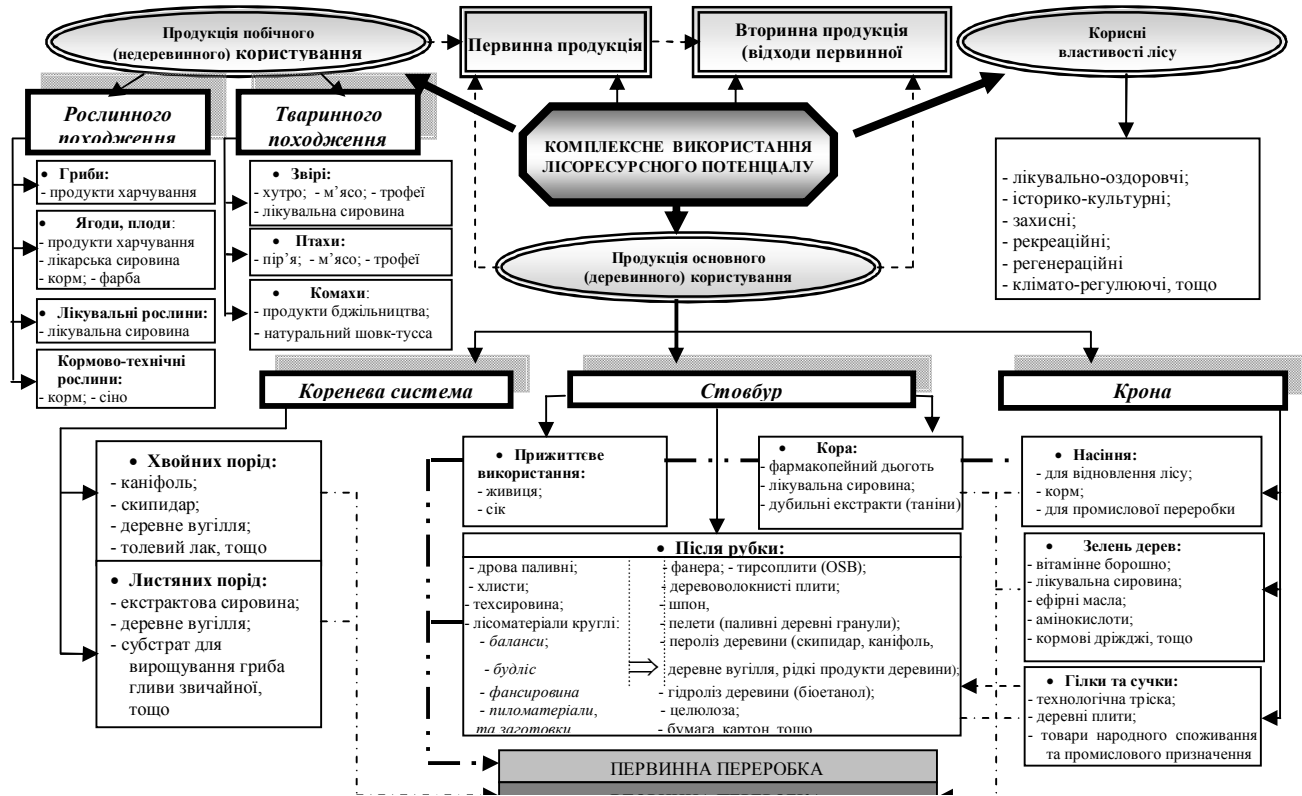 Продукція побічного
(недеревинного) користування
Первинна продукція
Вторинна продукція
(відходи первинної
Корисні
властивості лісу
Рослинного
походження
Тваринного
походження
КОМПЛЕКСНЕ ВИКОРИСТАННЯ
ЛІСОРЕСУРСНОГО ПОТЕНЦІАЛУ
• Гриби:
- продукти харчування
• Ягоди, плоди:
- продукти харчування
- лікарська сировина
- корм; - фарба
• Лікувальні рослини:
- лікувальна сировина
Кормово-технічні
рослини:
- корм; - сіно
• Звірі:
- хутро; - м’ясо; - трофеї
- лікувальна сировина
• Птахи:
- пір’я; - м’ясо; - трофеї
• Комахи:
- продукти бджільництва;
- натуральний шовк-тусса
Продукція основного
(деревинного) користування
- лікувально-оздоровчі;
- історико-культурні;
- захисні;
- рекреаційні;
- регенераційні
- клімато-регулюючі, тощо
Коренева система
Стовбур
Крона
• Хвойних порід:
- каніфоль;
- скипидар;
- деревне вугілля;
- толевий лак, тощо
• Листяних порід:
- екстрактова сировина;
- деревне вугілля;
- субстрат для
вирощування гриба
гливи звичайної,
тощо
• Прижиттєве
використання:
- живиця;
- сік
• Кора:
- фармакопейний дьоготь
- лікувальна сировина;
- дубильні екстракти (таніни)
• Після рубки:
- дрова паливні;
- хлисти;
- техсировина;
- лісоматеріали круглі:
- баланси;
- будліс
- фансировина
- пиломатеріали,
та заготовки
- фанера; - тирсоплити (OSB);
- деревоволокнисті плити;
- шпон,
- пелети (паливні деревні гранули);
- пероліз деревини (скипидар, каніфоль,
деревне вугілля, рідкі продукти деревини);
- гідроліз деревини (біоетанол);
- целюлоза;
- бумага, картон, тощо
• Насіння:
- для відновлення лісу;
- корм;
- для промислової переробки
• Зелень дерев:
- вітамінне борошно;
- лікувальна сировина;
- ефірні масла;
- амінокислоти;
- кормові дріжджі, тощо
• Гілки та сучки:
- технологічна тріска;
- деревні плити;
- товари народного споживання
та промислового призначення
ПЕРВИННА ПЕРЕРОБКА